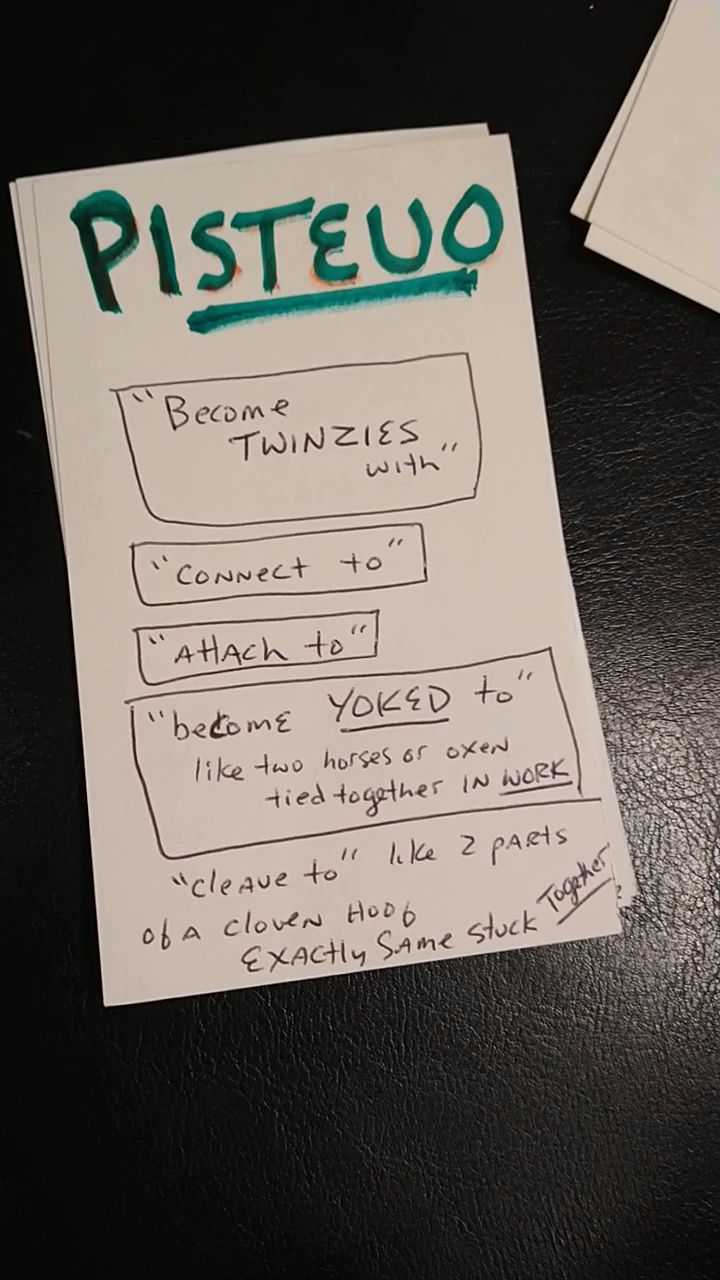 PISTEUO
"Become
TWINZIES
with"
"CONNECT to"
"ATTACH to"
"become YOKED to"
like two horses or oxen
tied together IN WORK
"cleave to" like 2 parts
of a cloven Hoof
EXACTLY SAME Stuck Together